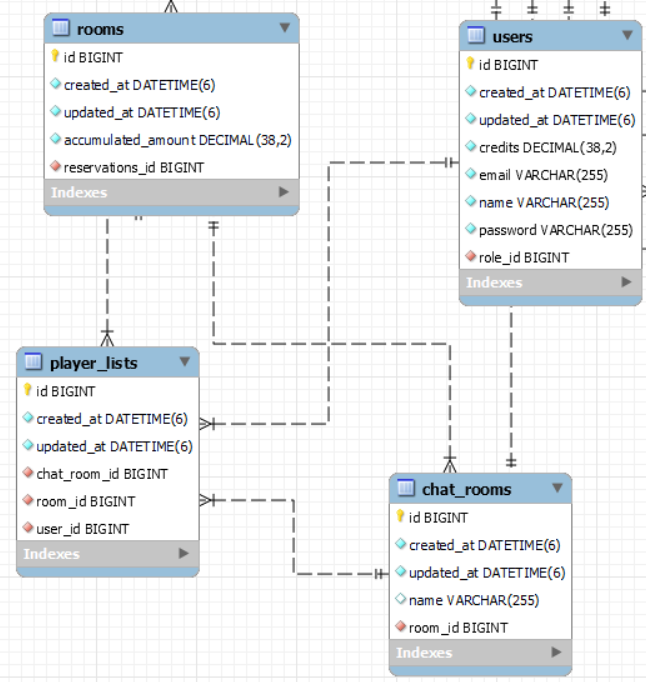 rooms
id BIGINT
created_at DATETIME(6)
updated_at DATETIME(6)
accumulated_amount DECIMAL(38,2)
reservations_id BIGINT
Indexes
users
id BIGINT
created_at DATETIME(6)
updated_at DATETIME(6)
credits DECIMAL(38,2)
email VARCHAR(255)
name VARCHAR(255)
password VARCHAR(255)
role_id BIGINT
Indexes
player_lists
id BIGINT
created_at DATETIME(6)
updated_at DATETIME(6)
chat_room_id BIGINT
room_id BIGINT
user_id BIGINT
Indexes
chat_rooms
id BIGINT
created_at DATETIME(6)
updated_at DATETIME(6)
name VARCHAR(255)
room_id BIGINT
Indexes